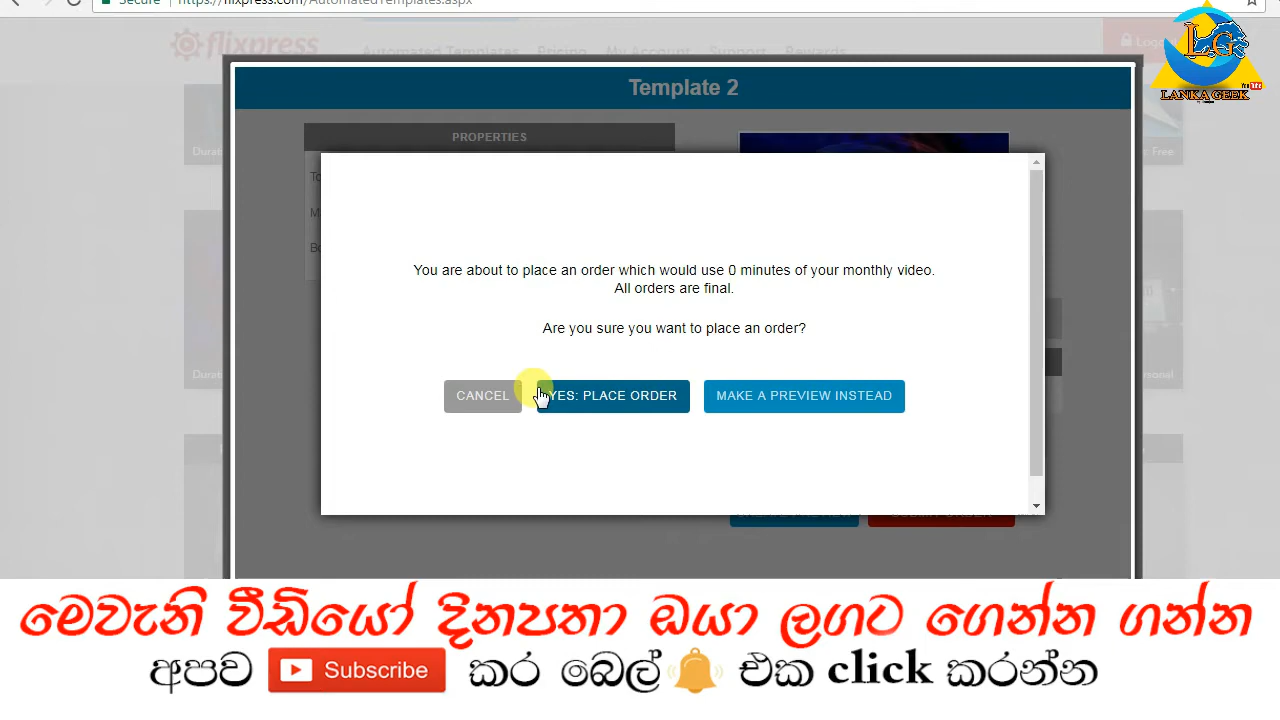 Secure https://flixpress.com/AutomatedTemplates.aspx
flixpress Automated Templates Pricing My Account Support Rewards
LG
LANKA GEEK
Template 2
PROPERTIES
You are about to place an order which would use 0 minutes of your monthly video.
All orders are final.
Are you sure you want to place an order?
CANCEL YES: PLACE ORDER MAKE A PREVIEW INSTEAD
මෙවැනි වීඩියෝ දිනපතා ඔයා ලගට ගෙන්න ගන්න
අපව Subscribe කර බෙල් එක click කරන්න